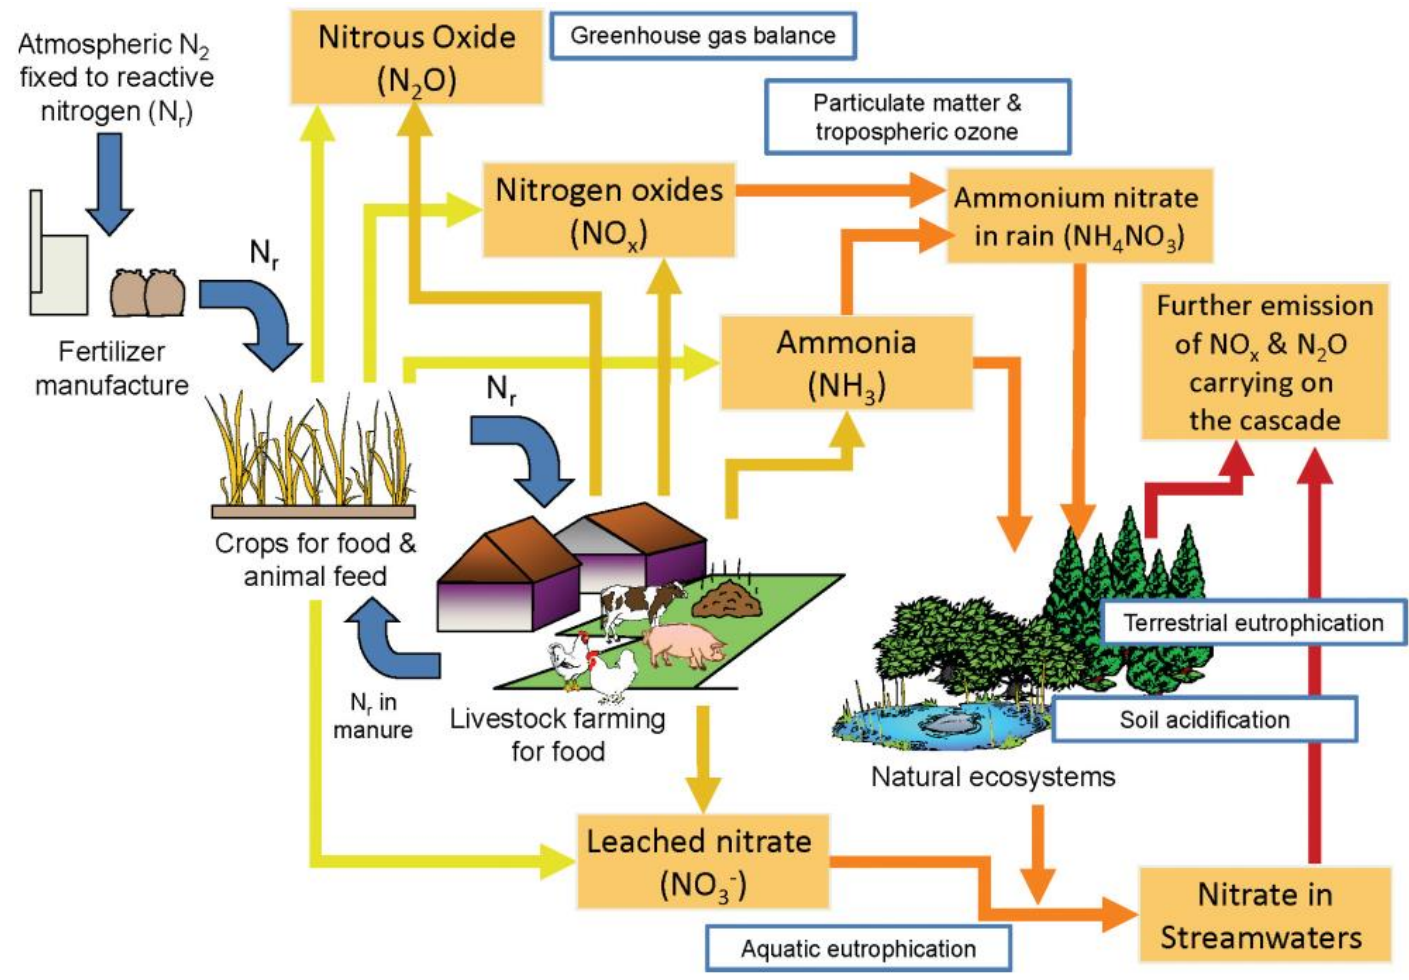 Atmospheric N₂
fixed to reactive
nitrogen (Nᵣ)
Nitrous Oxide
(N₂O)
Greenhouse gas balance
Particulate matter &
tropospheric ozone
Nitrogen oxides
(NOₓ)
Ammonium nitrate
in rain (NH₄NO₃)
Nᵣ
Fertilizer
manufacture
Ammonia
(NH₃)
Further emission
of NOₓ & N₂O
carrying on
the cascade
Nᵣ
Crops for food &
animal feed
Terrestrial eutrophication
Nᵣ in
manure
Livestock farming
for food
Soil acidification
Natural ecosystems
Leached nitrate
(NO₃⁻)
Nitrate in
Streamwaters
Aquatic eutrophication